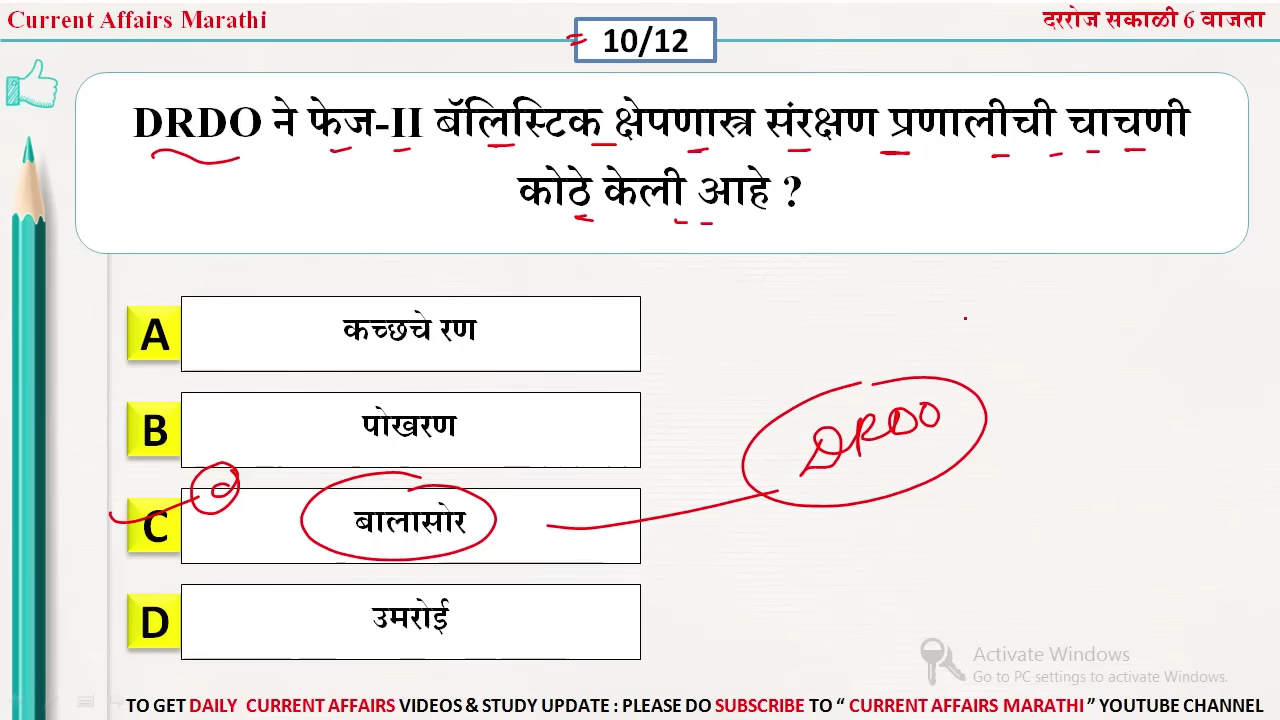 Current Affairs Marathi
दररोज सकाळी 6 वाजता
10/12
DRDO ने फेज-II बॅलिस्टिक क्षेपणास्त्र संरक्षण प्रणालीची चाचणी
कोठे केली आहे ?
A
कच्छचे रण
B
पोखरण
C
बालासोर
DRDO
D
उमरोई
Activate Windows
Go to PC settings to activate Windows.
TO GET DAILY CURRENT AFFAIRS VIDEOS & STUDY UPDATE : PLEASE DO SUBSCRIBE TO “ CURRENT AFFAIRS MARATHI ” YOUTUBE CHANNEL